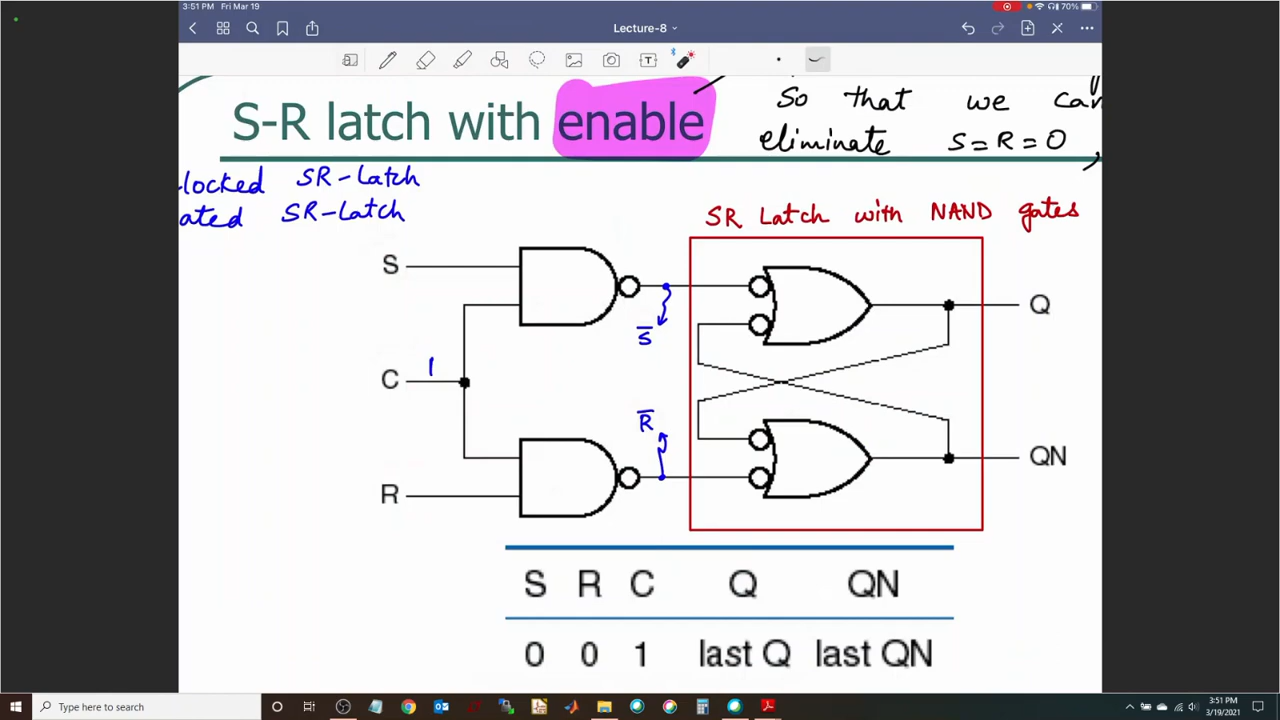 3:51 PM Fri Mar 19
70%
Lecture-8
So that we can
S-R latch with enable
eliminate S=R=0,
locked SR-Latch
ated SR-Latch
SR Latch with NAND gates
S
S̅
Q
C
1
R̅
QN
R
S R C Q QN
0 0 1 last Q last QN
Type here to search
3:51 PM
3/19/2021